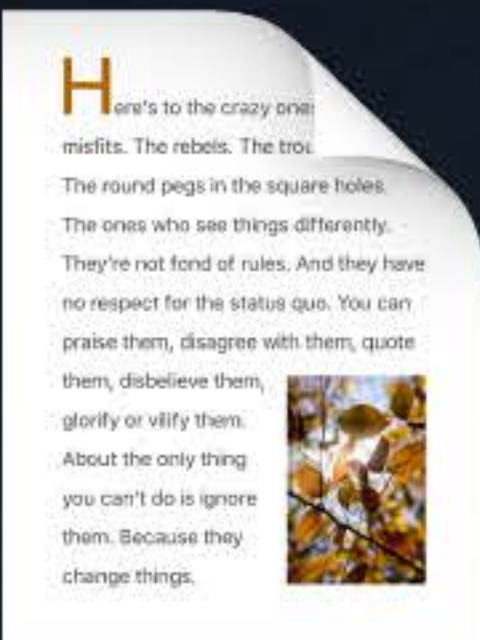 Here's to the crazy ones
misfits. The rebels. The
The round pegs in the square holes.
The ones who see things differently.
They're not fond of rules. And they have
no respect for the status quo. You can
praise them, disagree with them, quote
them, disbelieve them,
glorify or vilify them.
About the only thing
you can't do is ignore
them. Because they
change things.